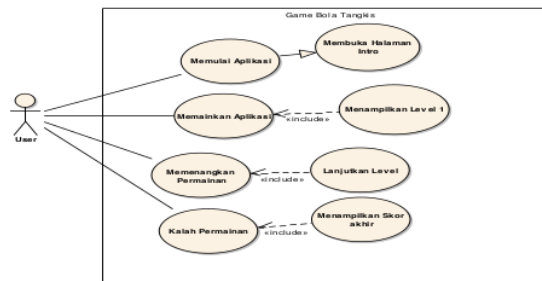 Game Bola Tangkis
Memulai Aplikasi
Membuka Halaman
Intro
Memainkan Aplikasi
Menampilkan Level 1
«include»
User
Memenangkan
Permainan
Lanjutkan Level
«include»
Kalah Permainan
Menampilkan Skor
akhir
«include»